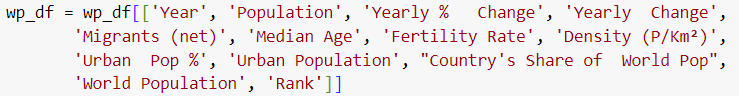 wp_df = wp_df[['Year', 'Population', 'Yearly %   Change', 'Yearly  Change',
'Migrants (net)', 'Median Age', 'Fertility Rate', 'Density (P/Km²)',
'Urban  Pop %', 'Urban Population', "Country's Share of  World Pop",
'World Population', 'Rank']]